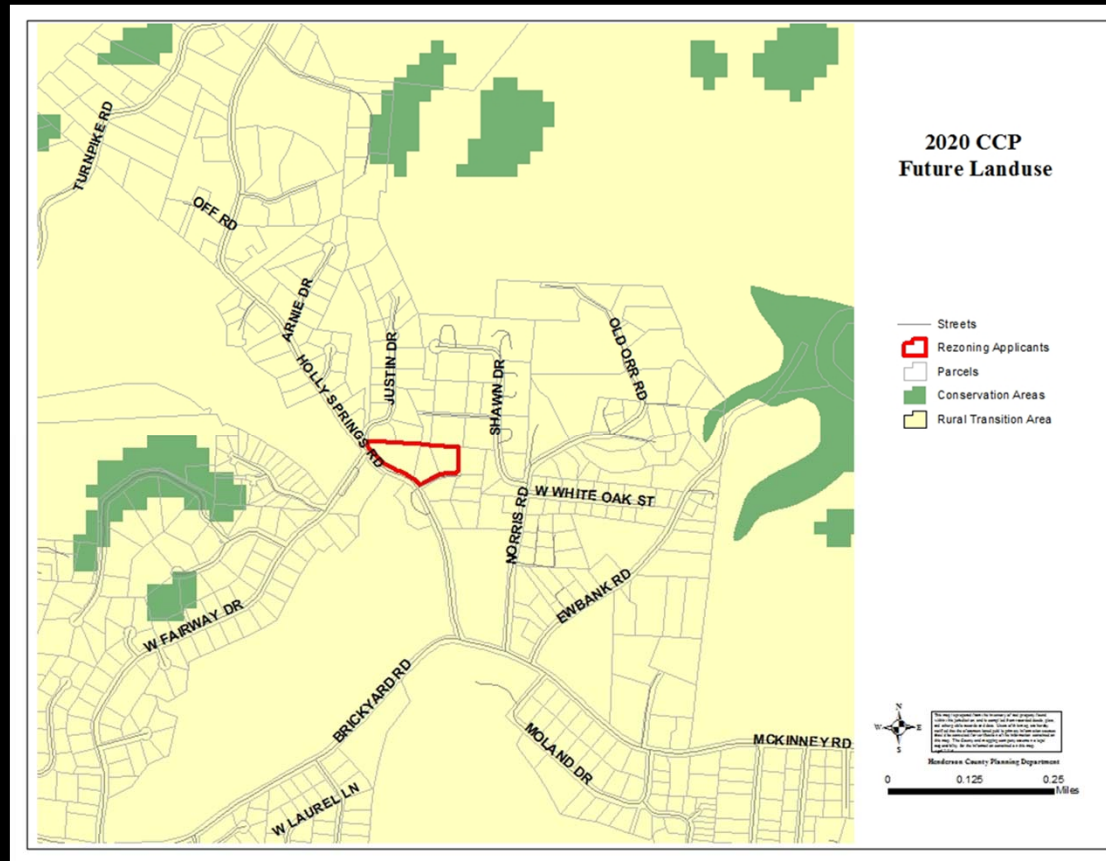 2020 CCP
Future Landuse
TURNPIKE RD
OFF RD
ARNIE DR
HOLLY SPRINGS RD
JUSTIN DR
SHAWN DR
OLD ORR RD
W WHITE OAK ST
NORRIS RD
EWBANK RD
W FAIRWAY DR
BRICKYARD RD
MOLAND DR
MCKINNEY RD
W LAUREL LN
Streets
Rezoning Applicants
Parcels
Conservation Areas
Rural Transition Area
N
W
E
S
Henderson County Planning Department
0 0.125 0.25
Miles